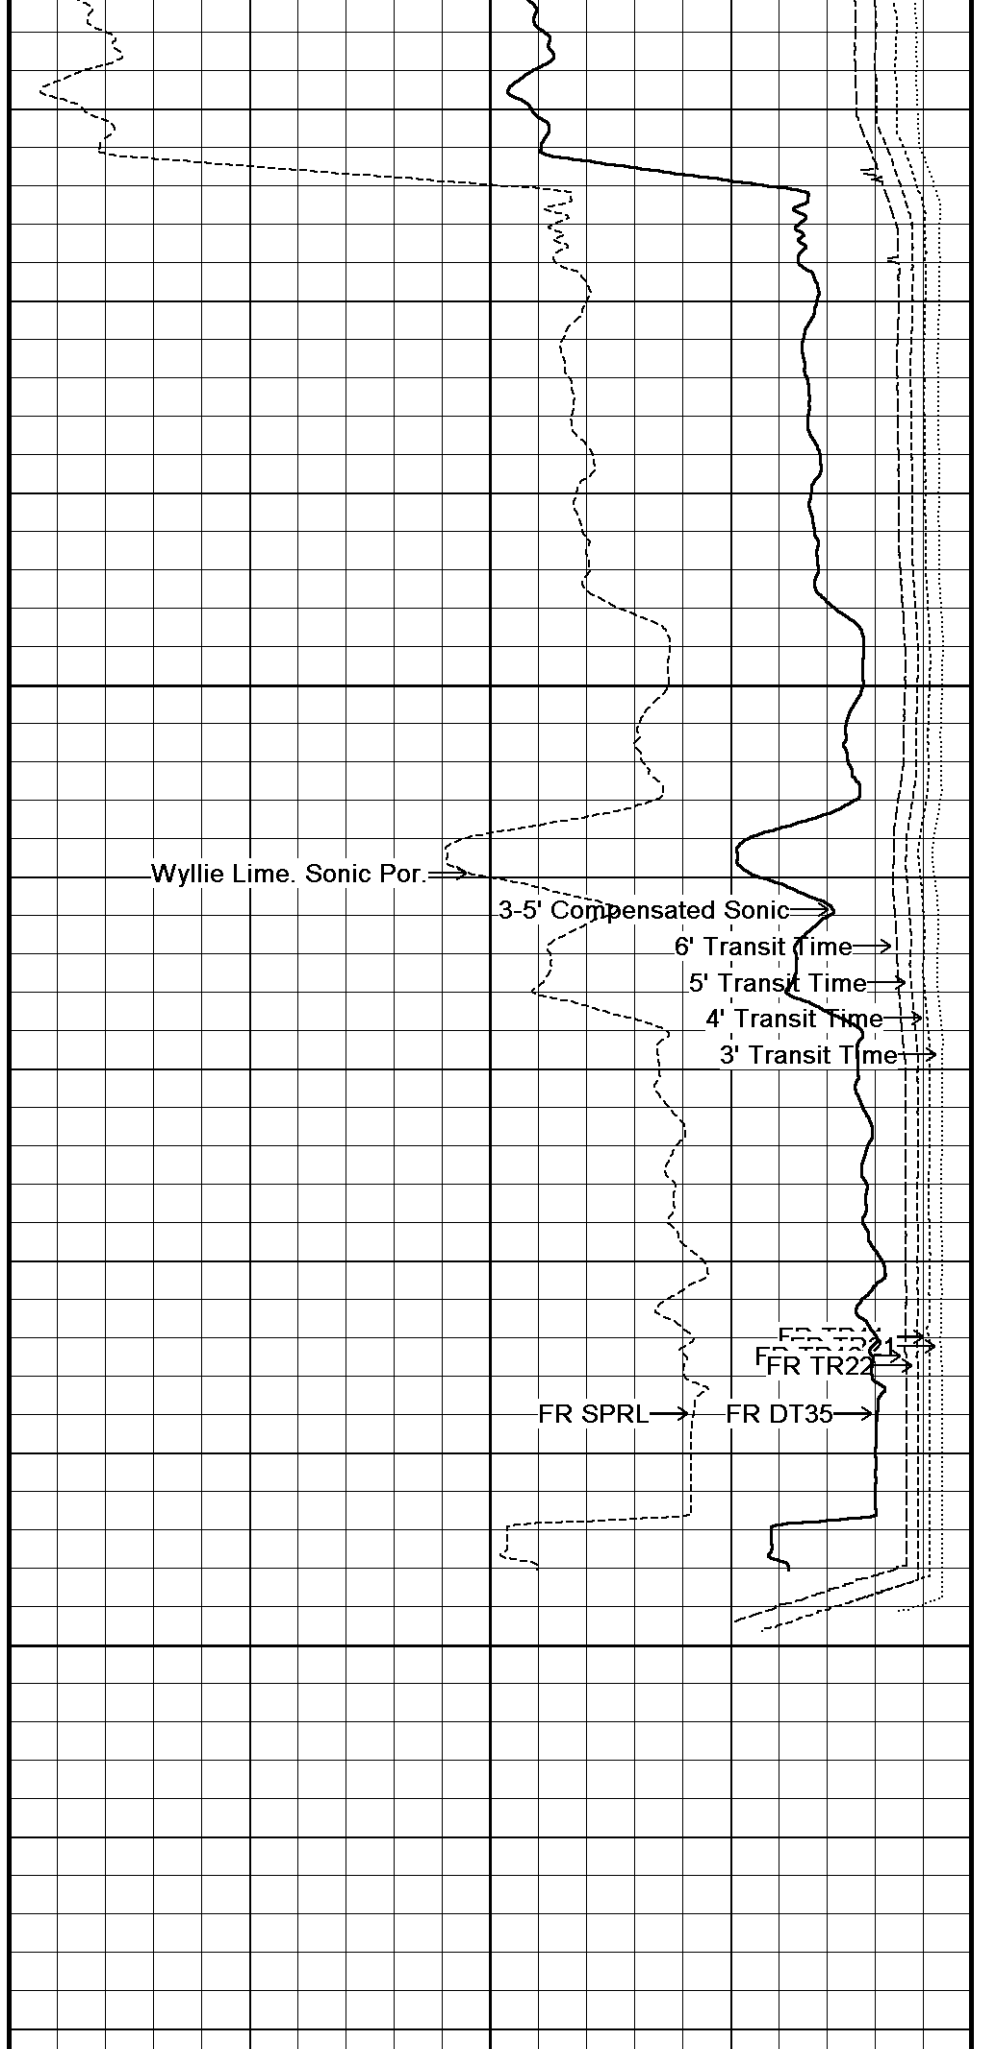 Wyllie Lime. Sonic Por.
3-5' Compensated Sonic
6' Transit Time
5' Transit Time
4' Transit Time
3' Transit Time
FR TR22
FR SPRL
FR DT35